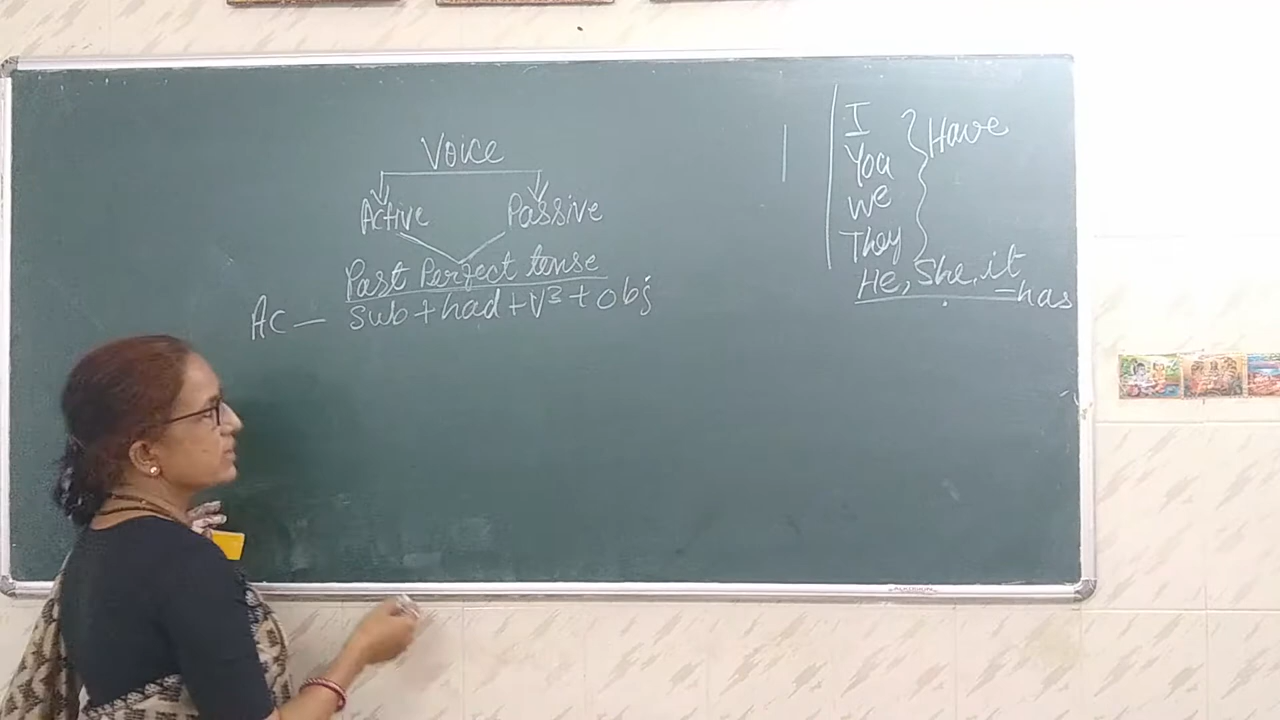 Voice
Active Passive
Past Perfect tense
Ac — Sub + had + V³ + obj
I
You
We
They
Have
He, She, it
— has